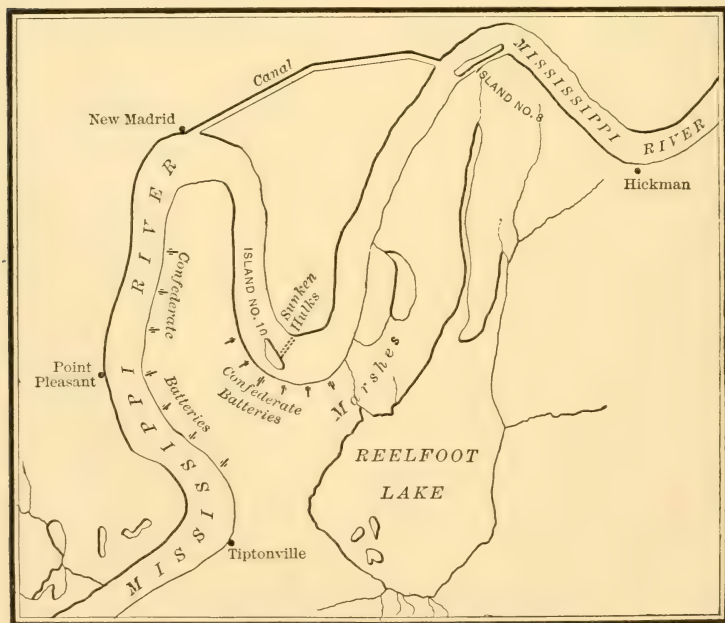 Canal
MISSISSIPPI
RIVER
ISLAND NO. 8
New Madrid
Hickman
MISSISSIPPI RIVER
Confederate
Batteries
ISLAND NO. 10
Sunken
Hulks
Confederate
Batteries
Marshes
Point
Pleasant
REELFOOT
LAKE
Tiptonville